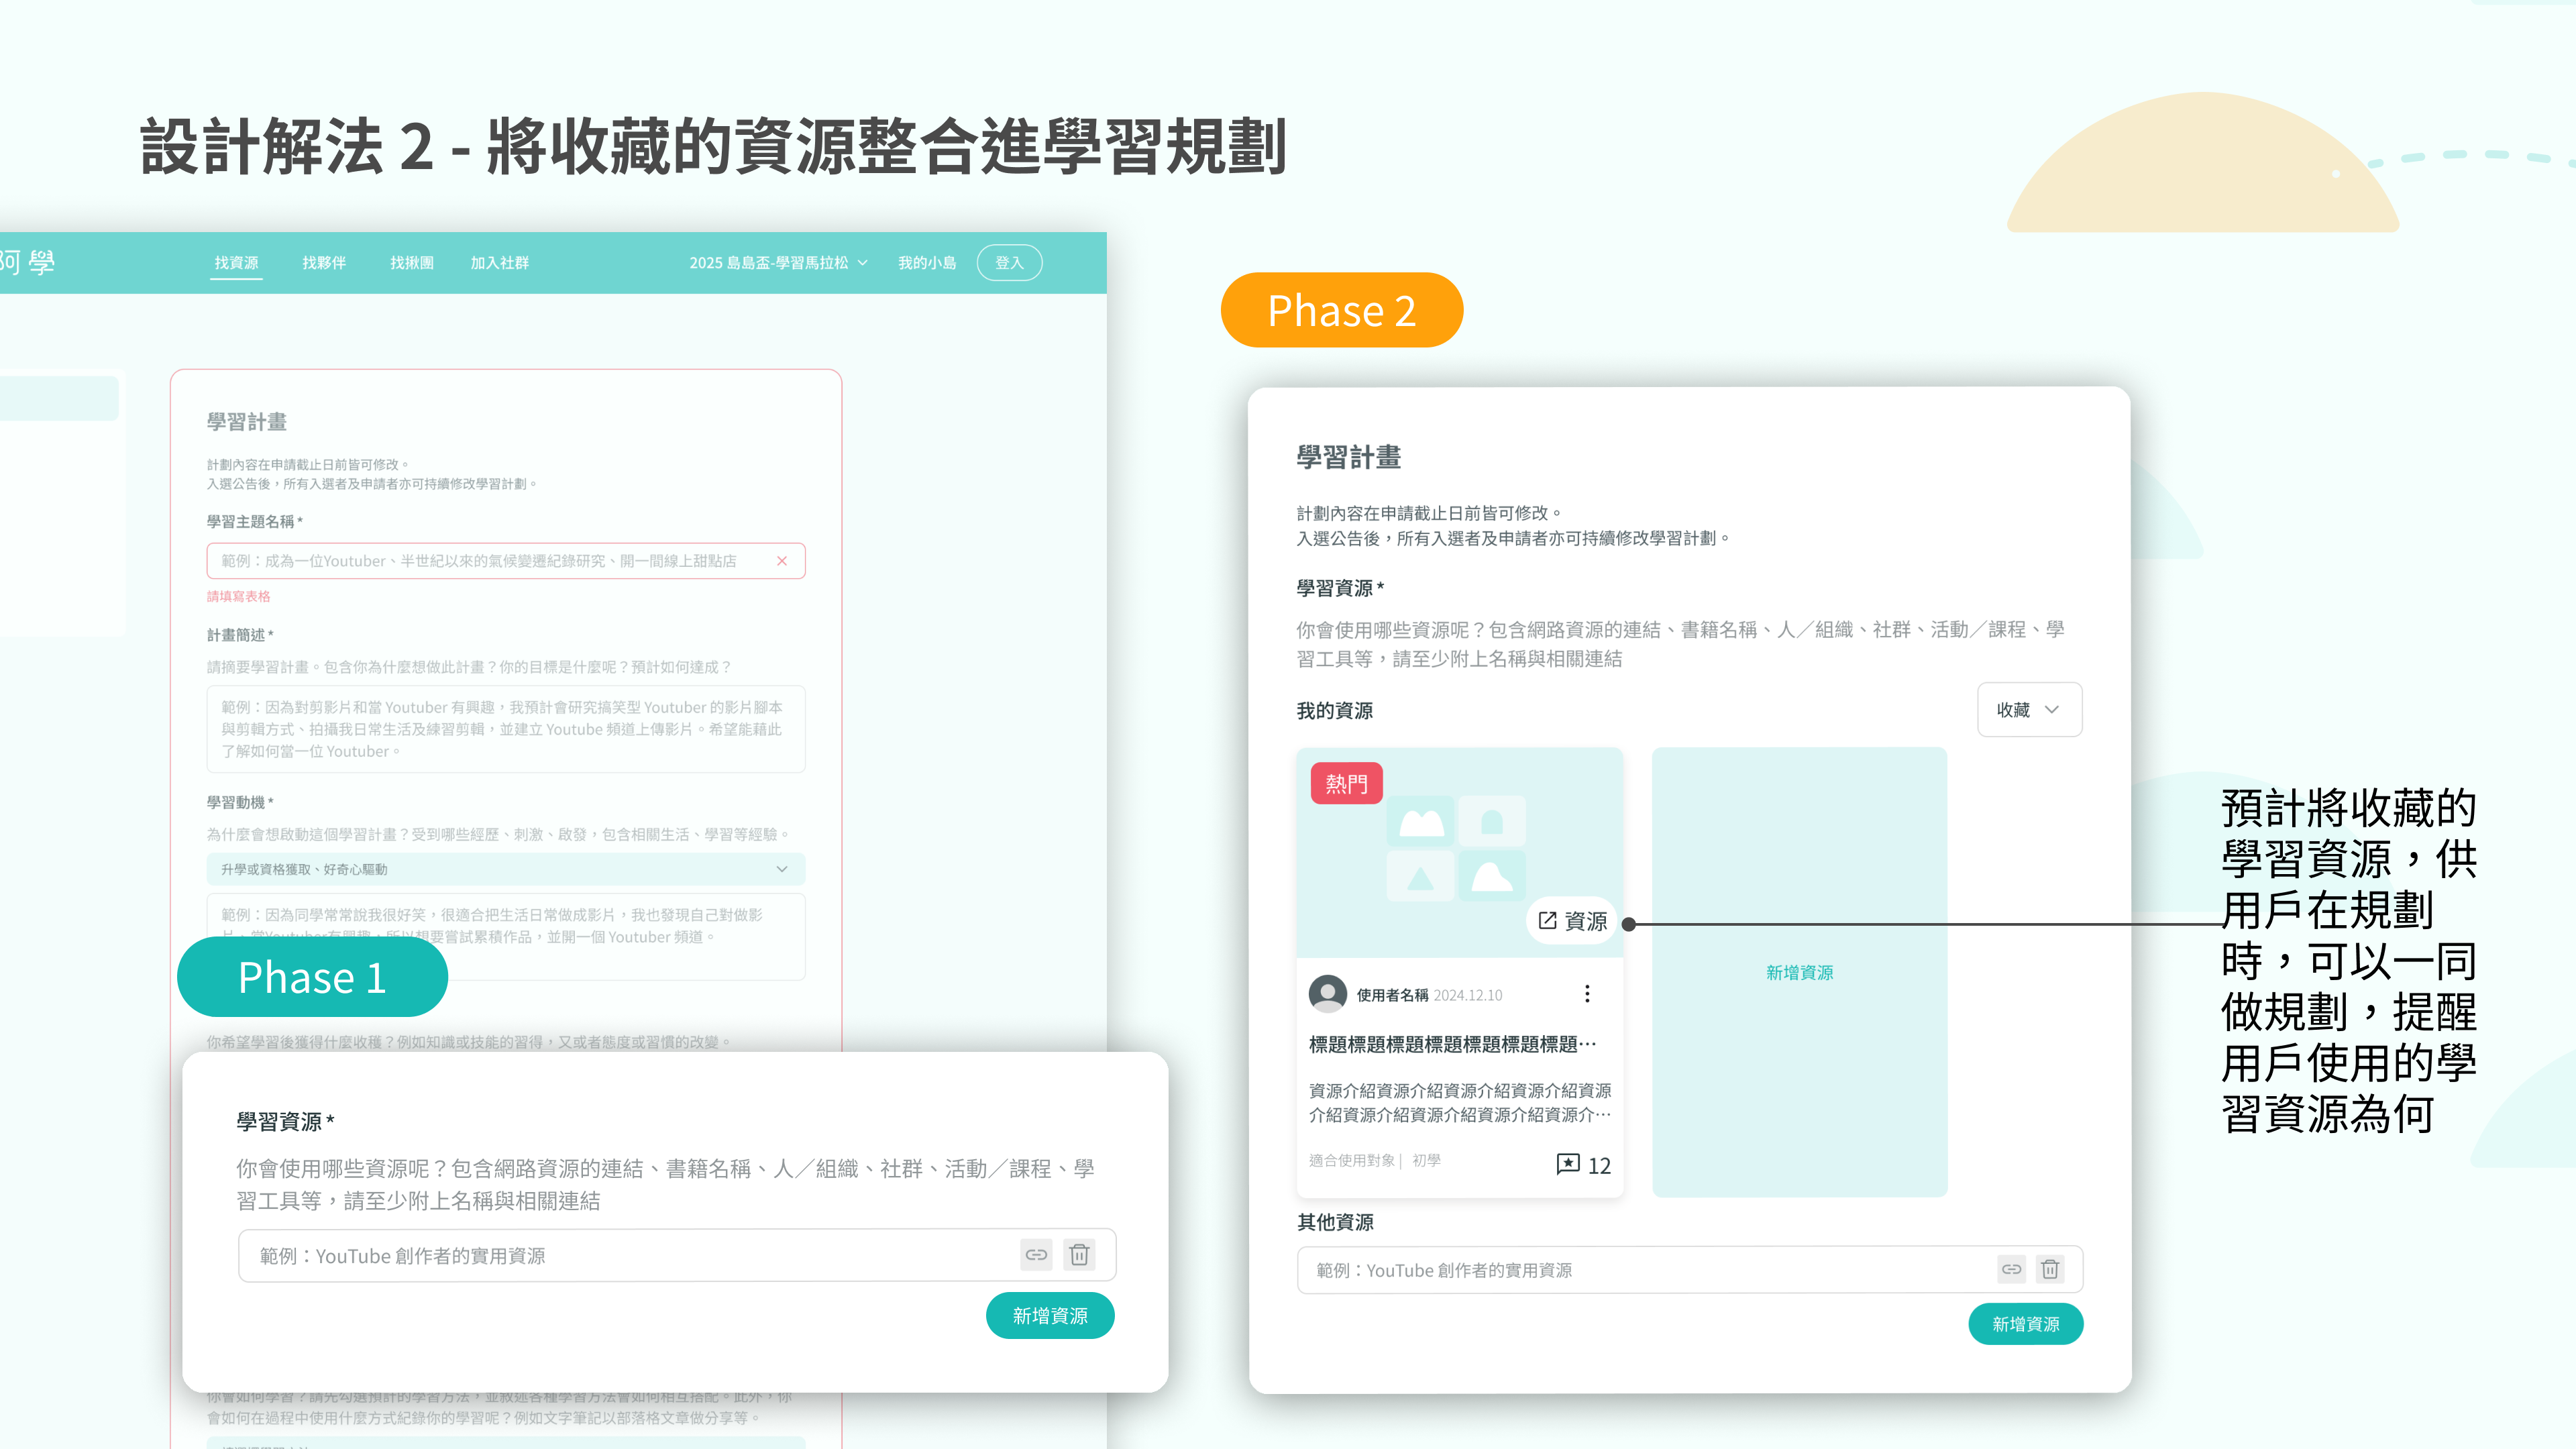 設計解法 2 - 將收藏的資源整合進學習規劃
阿學
找資源
找夥伴
找揪團
加入社群
2025 島島盃-學習馬拉松
我的小島
登入
學習計畫
計劃內容在申請截止日前皆可修改。
入選公告後，所有入選者及申請者亦可持續修改學習計劃。
學習主題名稱 *
範例：成為一位Youtuber、半世紀以來的氣候變遷紀錄研究、開一間線上甜點店
請填寫表格
計畫簡述 *
請摘要學習計畫。包含你為什麼想做此計畫？你的目標是什麼呢？預計如何達成？
範例：因為對剪影片和當 Youtuber 有興趣，我預計會研究搞笑型 Youtuber 的影片腳本
與剪輯方式、拍攝我日常生活及練習剪輯，並建立 Youtube 頻道上傳影片。希望能藉此
了解如何當一位 Youtuber。
學習動機 *
為什麼會想啟動這個學習計畫？受到哪些經歷、刺激、啟發，包含相關生活、學習等經驗。
升學或資格獲取、好奇心驅動
範例：因為同學常常說我很好笑，很適合把生活日常做成影片，我也發現自己對做影
片、當Youtuber有興趣，所以想要嘗試累積作品，並開一個 Youtuber 頻道。
Phase 1
你希望學習後獲得什麼收穫？例如知識或技能的習得，又或者態度或習慣的改變。
學習資源 *
你會使用哪些資源呢？包含網路資源的連結、書籍名稱、人／組織、社群、活動／課程、學
習工具等，請至少附上名稱與相關連結
範例：YouTube 創作者的實用資源
新增資源
你會如何學習？請先勾選預計的學習方法，並敘述各種學習方法會如何相互搭配。此外，你
會如何在過程中使用什麼方式紀錄你的學習呢？例如文字筆記以部落格文章做分享等。
Phase 2
學習計畫
計劃內容在申請截止日前皆可修改。
入選公告後，所有入選者及申請者亦可持續修改學習計劃。
學習資源 *
你會使用哪些資源呢？包含網路資源的連結、書籍名稱、人／組織、社群、活動／課程、學
習工具等，請至少附上名稱與相關連結
我的資源
收藏
熱門
資源
使用者名稱 2024.12.10
標題標題標題標題標題標題標題…
資源介紹資源介紹資源介紹資源介紹資源
介紹資源介紹資源介紹資源介紹資源介…
適合使用對象 | 初學
12
新增資源
其他資源
範例：YouTube 創作者的實用資源
新增資源
預計將收藏的
學習資源，供
用戶在規劃
時，可以一同
做規劃，提醒
用戶使用的學
習資源為何